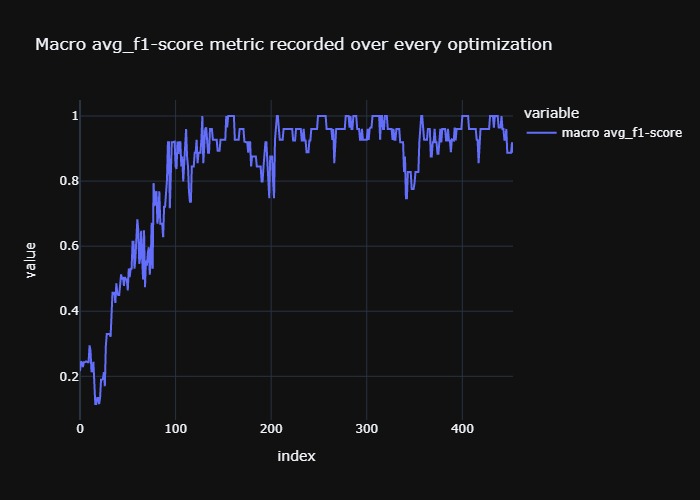 Macro avg_f1-score metric recorded over every optimization
variable
macro avg_f1-score
value
1
0.8
0.6
0.4
0.2
0
100
200
300
400
index